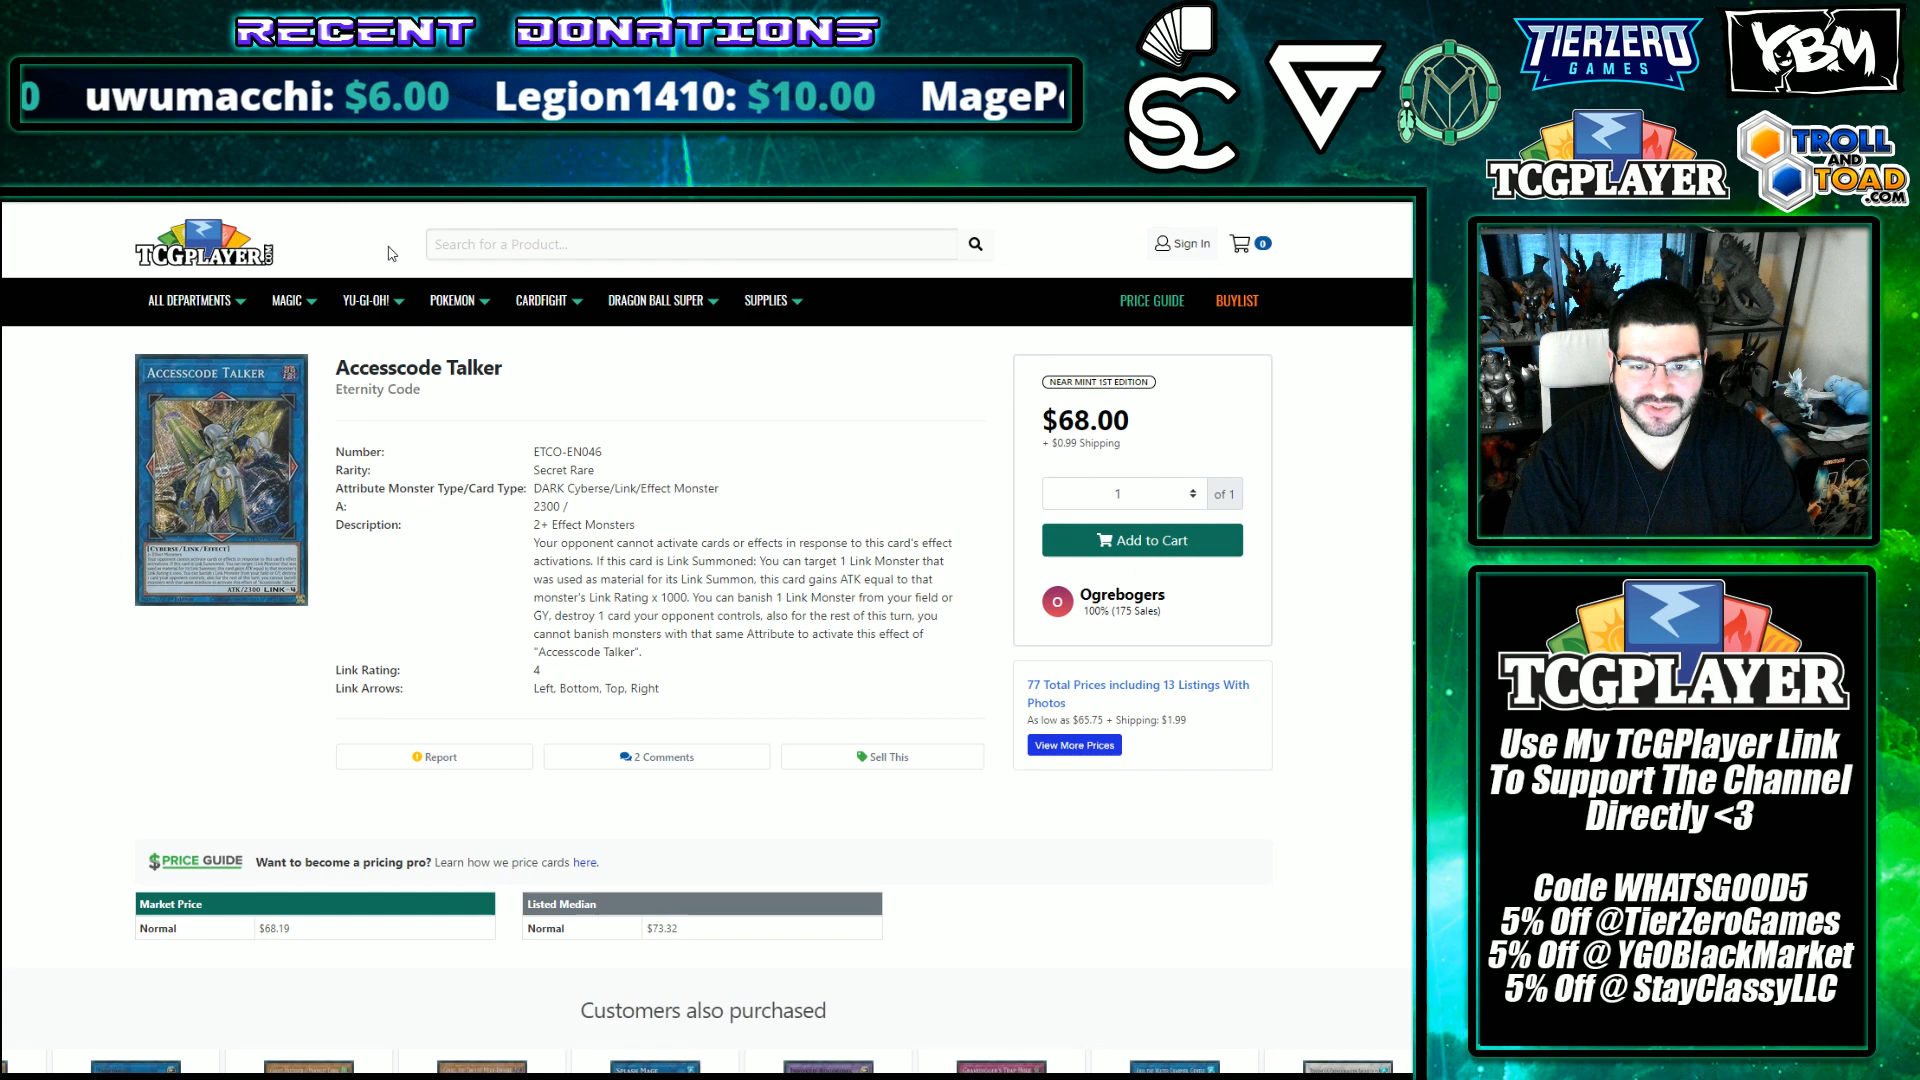 RECENT DONATIONS
0 uwumacchi: $6.00 Legion1410: $10.00 MageP
SC
TIERZERO
GAMES
YBM
TCGPLAYER
TROLL
AND
TOAD
.COM
TCGPLAYER.COM
Search for a Product...
Sign In
0
ALL DEPARTMENTS MAGIC YU-GI-OH! POKEMON CARDFIGHT DRAGON BALL SUPER SUPPLIES PRICE GUIDE BUYLIST
ACCESSCODE TALKER
[CYBERSE/LINK/EFFECT]
ATK/2300 LINK-4
Accesscode Talker
Eternity Code
Number: ETCO-EN046
Rarity: Secret Rare
Attribute Monster Type/Card Type: DARK Cyberse/Link/Effect Monster
A: 2300 /
Description: 2+ Effect Monsters
Your opponent cannot activate cards or effects in response to this card's effect
activations. If this card is Link Summoned: You can target 1 Link Monster that
was used as material for its Link Summon, this card gains ATK equal to that
monster's Link Rating x 1000. You can banish 1 Link Monster from your field or
GY, destroy 1 card your opponent controls, also for the rest of this turn, you
cannot banish monsters with that same Attribute to activate this effect of
"Accesscode Talker".
Link Rating: 4
Link Arrows: Left, Bottom, Top, Right
Report
2 Comments
Sell This
NEAR MINT 1ST EDITION
$68.00
+ $0.99 Shipping
1 of 1
Add to Cart
O
Ogrebogers
100% (175 Sales)
77 Total Prices including 13 Listings With
Photos
As low as $65.75 + Shipping: $1.99
View More Prices
$PRICE GUIDE Want to become a pricing pro? Learn how we price cards here.
Market Price
Normal $68.19
Listed Median
Normal $73.32
Customers also purchased
SPLASH MAGE
TCGPLAYER
Use My TCGPlayer Link
To Support The Channel
Directly <3
Code WHATSGOOD5
5% Off @TierZeroGames
5% Off @ YGOBlackMarket
5% Off @ StayClassyLLC